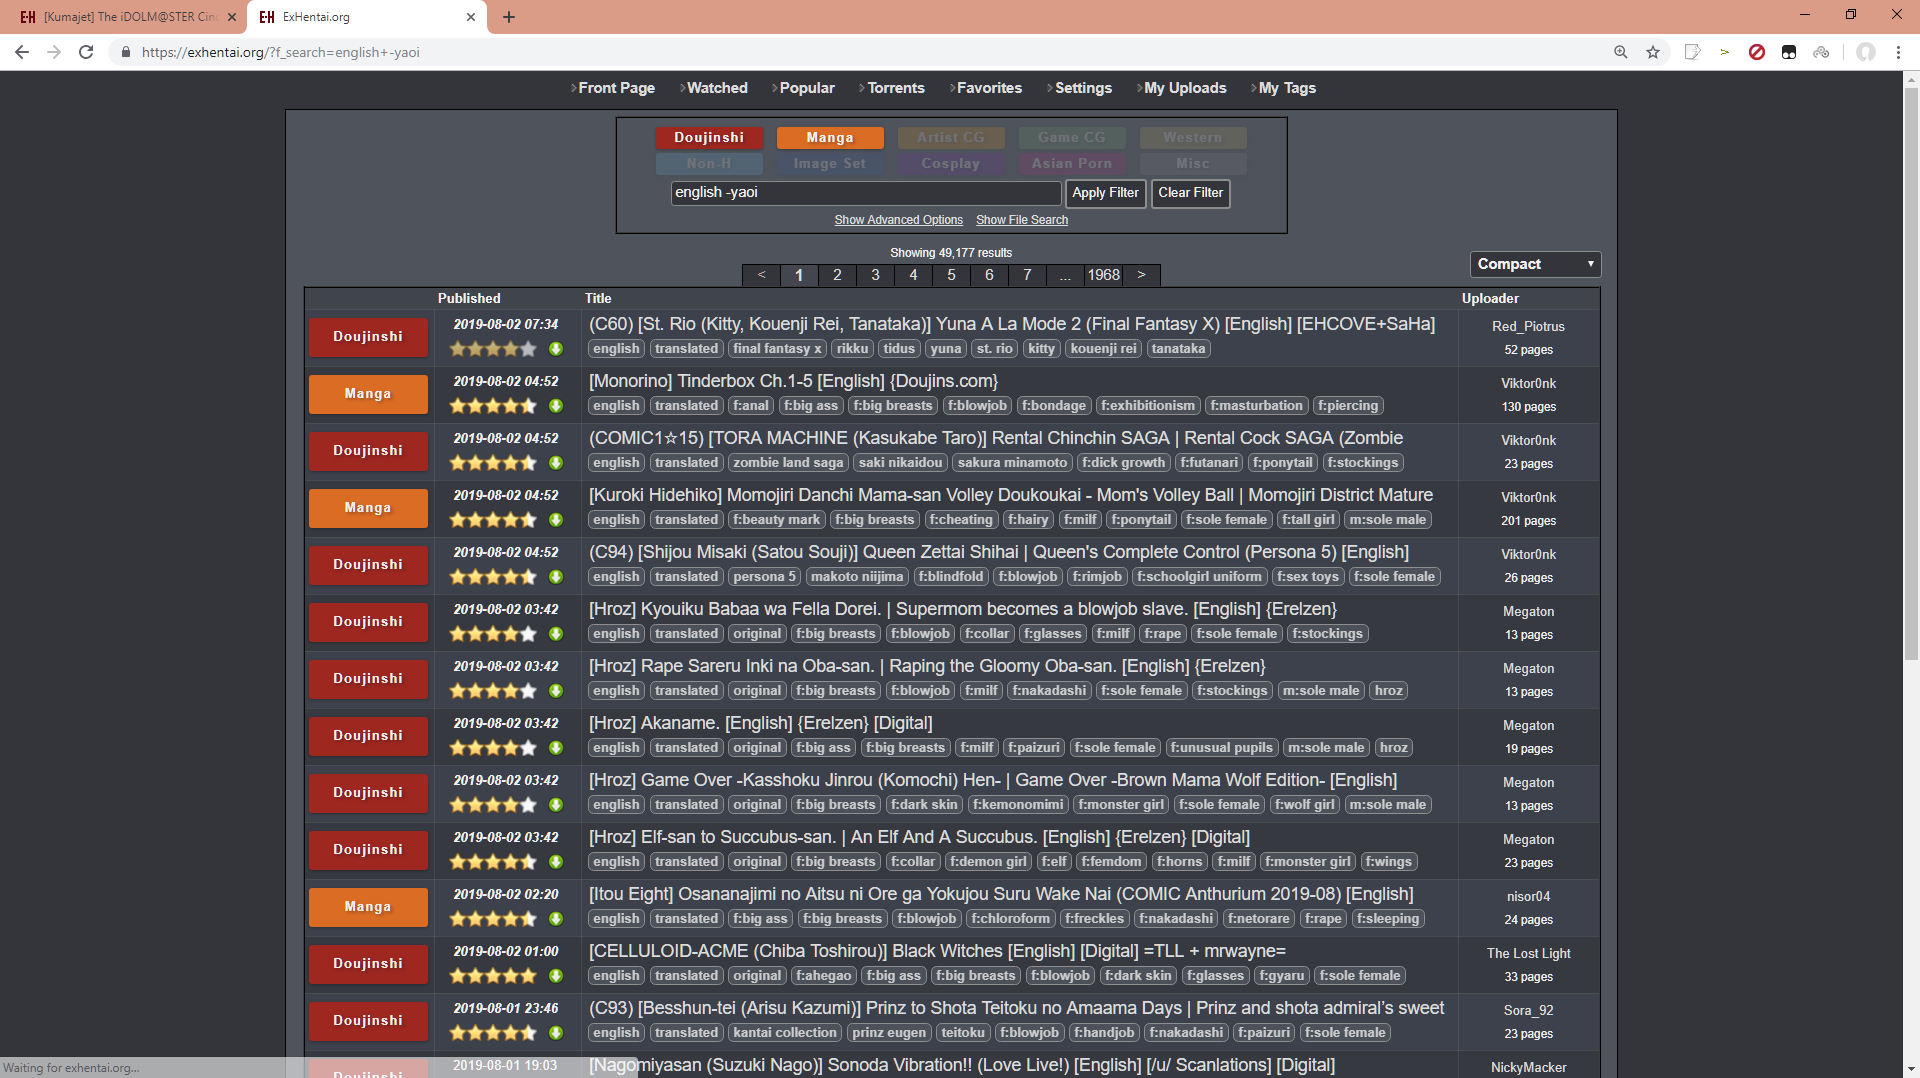 [Kumajet] The iDOLM@STER Cin
ExHentai.org
https://exhentai.org/?f_search=english+-yaoi
Front Page Watched Popular Torrents Favorites Settings My Uploads My Tags
Doujinshi Manga Artist CG Game CG Western
Non-H Image Set Cosplay Asian Porn Misc
english -yaoi Apply Filter Clear Filter
Show Advanced Options Show File Search
Showing 49,177 results
< 1 2 3 4 5 6 7 ... 1968 >
Compact
Published Title Uploader
Doujinshi 2019-08-02 07:34 (C60) [St. Rio (Kitty, Kouenji Rei, Tanataka)] Yuna A La Mode 2 (Final Fantasy X) [English] [EHCOVE+SaHa] Red_Piotrus
english translated final fantasy x rikku tidus yuna st. rio kitty kouenji rei tanataka 52 pages
Manga 2019-08-02 04:52 [Monorino] Tinderbox Ch.1-5 [English] {Doujins.com} Viktor0nk
english translated f:anal f:big ass f:big breasts f:blowjob f:bondage f:exhibitionism f:masturbation f:piercing 130 pages
Doujinshi 2019-08-02 04:52 (COMIC1☆15) [TORA MACHINE (Kasukabe Taro)] Rental Chinchin SAGA | Rental Cock SAGA (Zombie Viktor0nk
english translated zombie land saga saki nikaidou sakura minamoto f:dick growth f:futanari f:ponytail f:stockings 23 pages
Manga 2019-08-02 04:52 [Kuroki Hidehiko] Momojiri Danchi Mama-san Volley Doukoukai - Mom's Volley Ball | Momojiri District Mature Viktor0nk
english translated f:beauty mark f:big breasts f:cheating f:hairy f:milf f:ponytail f:sole female f:tall girl m:sole male 201 pages
Doujinshi 2019-08-02 04:52 (C94) [Shijou Misaki (Satou Souji)] Queen Zettai Shihai | Queen's Complete Control (Persona 5) [English] Viktor0nk
english translated persona 5 makoto niijima f:blindfold f:blowjob f:rimjob f:schoolgirl uniform f:sex toys f:sole female 26 pages
Doujinshi 2019-08-02 03:42 [Hroz] Kyouiku Babaa wa Fella Dorei. | Supermom becomes a blowjob slave. [English] {Erelzen} Megaton
english translated original f:big breasts f:blowjob f:collar f:glasses f:milf f:rape f:sole female f:stockings 13 pages
Doujinshi 2019-08-02 03:42 [Hroz] Rape Sareru Inki na Oba-san. | Raping the Gloomy Oba-san. [English] {Erelzen} Megaton
english translated original f:big breasts f:blowjob f:milf f:nakadashi f:sole female f:stockings m:sole male hroz 13 pages
Doujinshi 2019-08-02 03:42 [Hroz] Akaname. [English] {Erelzen} [Digital] Megaton
english translated original f:big ass f:big breasts f:milf f:paizuri f:sole female f:unusual pupils m:sole male hroz 19 pages
Doujinshi 2019-08-02 03:42 [Hroz] Game Over -Kasshoku Jinrou (Komochi) Hen- | Game Over -Brown Mama Wolf Edition- [English] Megaton
english translated original f:big breasts f:dark skin f:kemonomimi f:monster girl f:sole female f:wolf girl m:sole male 13 pages
Doujinshi 2019-08-02 03:42 [Hroz] Elf-san to Succubus-san. | An Elf And A Succubus. [English] {Erelzen} [Digital] Megaton
english translated original f:big breasts f:collar f:demon girl f:elf f:femdom f:horns f:milf f:monster girl f:wings 23 pages
Manga 2019-08-02 02:20 [Itou Eight] Osananajimi no Aitsu ni Ore ga Yokujou Suru Wake Nai (COMIC Anthurium 2019-08) [English] nisor04
english translated f:big ass f:big breasts f:blowjob f:chloroform f:freckles f:nakadashi f:netorare f:rape f:sleeping 24 pages
Doujinshi 2019-08-02 01:00 [CELLULOID-ACME (Chiba Toshirou)] Black Witches [English] [Digital] =TLL + mrwayne= The Lost Light
english translated original f:ahegao f:big ass f:big breasts f:blowjob f:dark skin f:glasses f:gyaru f:sole female 33 pages
Doujinshi 2019-08-01 23:46 (C93) [Besshun-tei (Arisu Kazumi)] Prinz to Shota Teitoku no Amaama Days | Prinz and shota admiral's sweet Sora_92
english translated kantai collection prinz eugen teitoku f:blowjob f:handjob f:nakadashi f:paizuri f:sole female 23 pages
Doujinshi 2019-08-01 19:03 [Nagomiyasan (Suzuki Nago)] Sonoda Vibration!! (Love Live!) [English] [/u/ Scanlations] [Digital] NickyMacker
Waiting for exhentai.org...